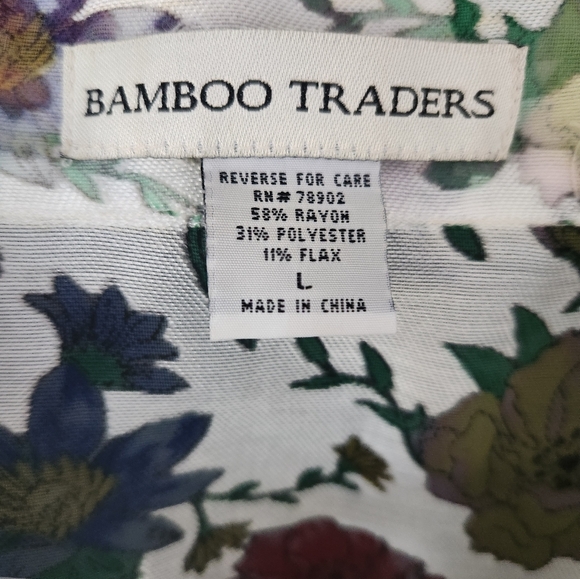 BAMBOO TRADERS
REVERSE FOR CARE
RN# 78902
58% RAYON
31% POLYESTER
11% FLAX
L
MADE IN CHINA